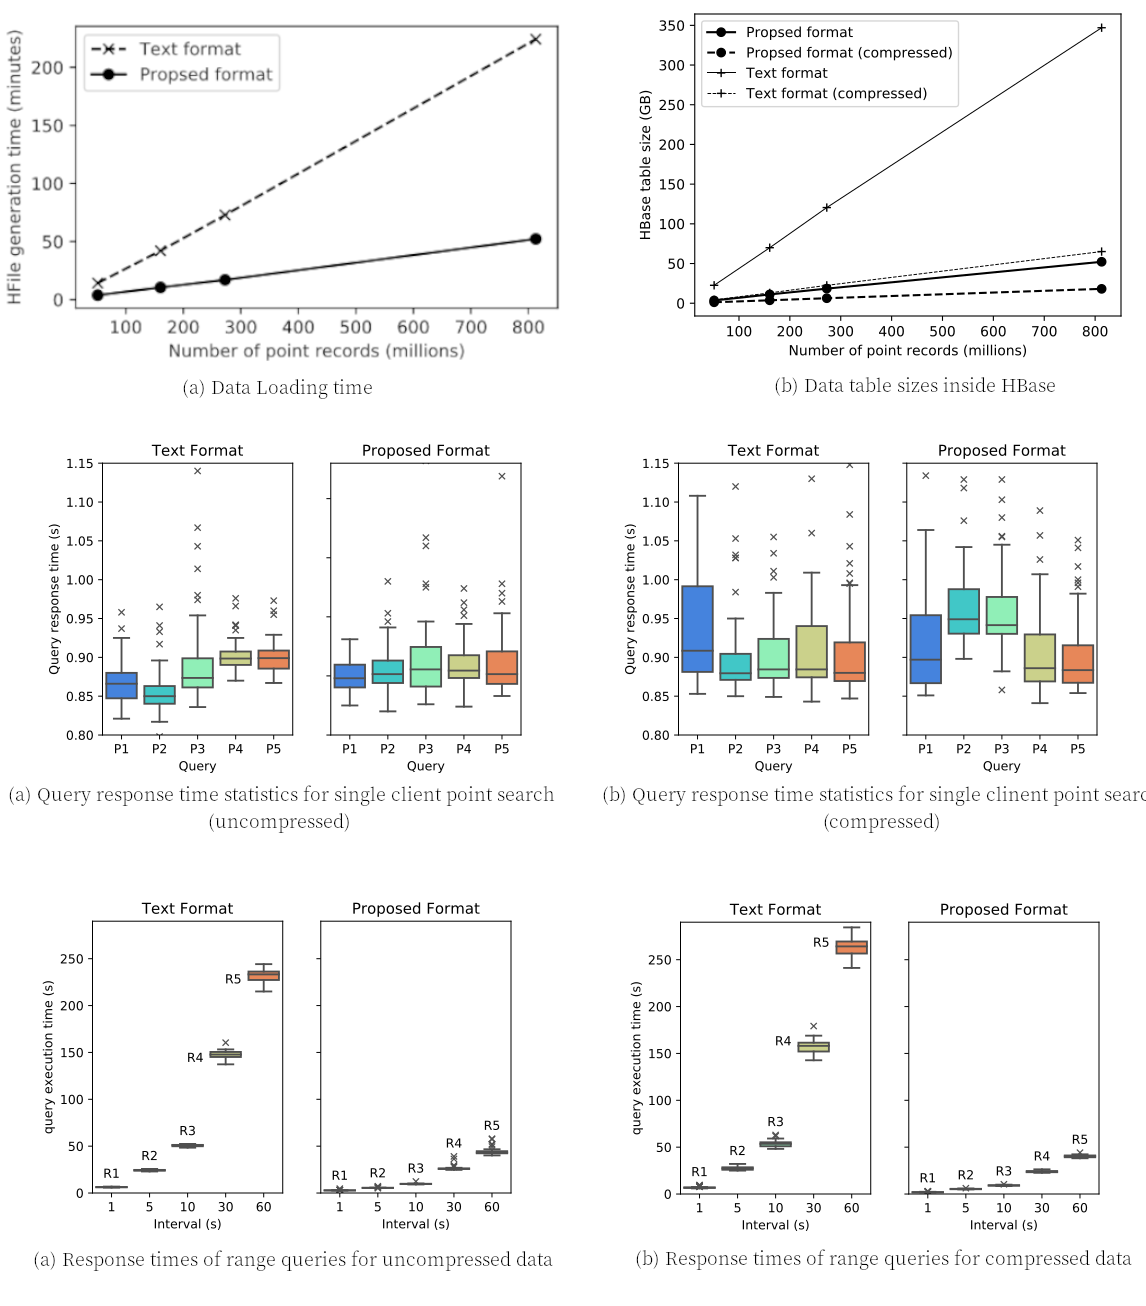 HFile generation time (minutes)
200
150
100
50
0
Text format
Propsed format
100 200 300 400 500 600 700 800
Number of point records (millions)
(a) Data Loading time
HBase table size (GB)
350
300
250
200
150
100
50
0
Propsed format
Propsed format (compressed)
Text format
Text format (compressed)
100 200 300 400 500 600 700 800
Number of point records (millions)
(b) Data table sizes inside HBase
Text Format
Query response time (s)
1.15
1.10
1.05
1.00
0.95
0.90
0.85
0.80
P1 P2 P3 P4 P5
Query
Proposed Format
P1 P2 P3 P4 P5
Query
(a) Query response time statistics for single client point search
(uncompressed)
Text Format
Query response time (s)
1.15
1.10
1.05
1.00
0.95
0.90
0.85
0.80
P1 P2 P3 P4 P5
Query
Proposed Format
P1 P2 P3 P4 P5
Query
(b) Query response time statistics for single clinent point searc
(compressed)
Text Format
query execution time (s)
250
200
150
100
50
0
R5
R4
R3
R2
R1
1 5 10 30 60
Interval (s)
Proposed Format
R5
R4
R3
R2
R1
1 5 10 30 60
Interval (s)
(a) Response times of range queries for uncompressed data
Text Format
query execution time (s)
250
200
150
100
50
0
R5
R4
R3
R2
R1
1 5 10 30 60
Interval (s)
Proposed Format
R5
R4
R3
R2
R1
1 5 10 30 60
Interval (s)
(b) Response times of range queries for compressed data